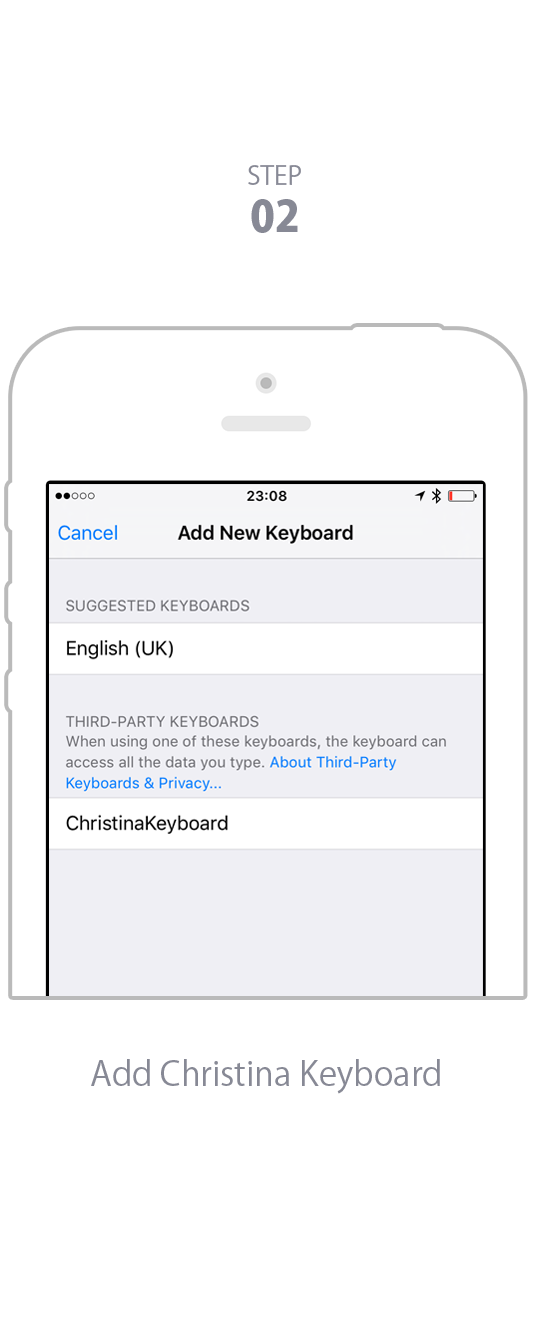 STEP
02
23:08
Cancel
Add New Keyboard
SUGGESTED KEYBOARDS
English (UK)
THIRD-PARTY KEYBOARDS
When using one of these keyboards, the keyboard can
access all the data you type. About Third-Party
Keyboards & Privacy...
ChristinaKeyboard
Add Christina Keyboard